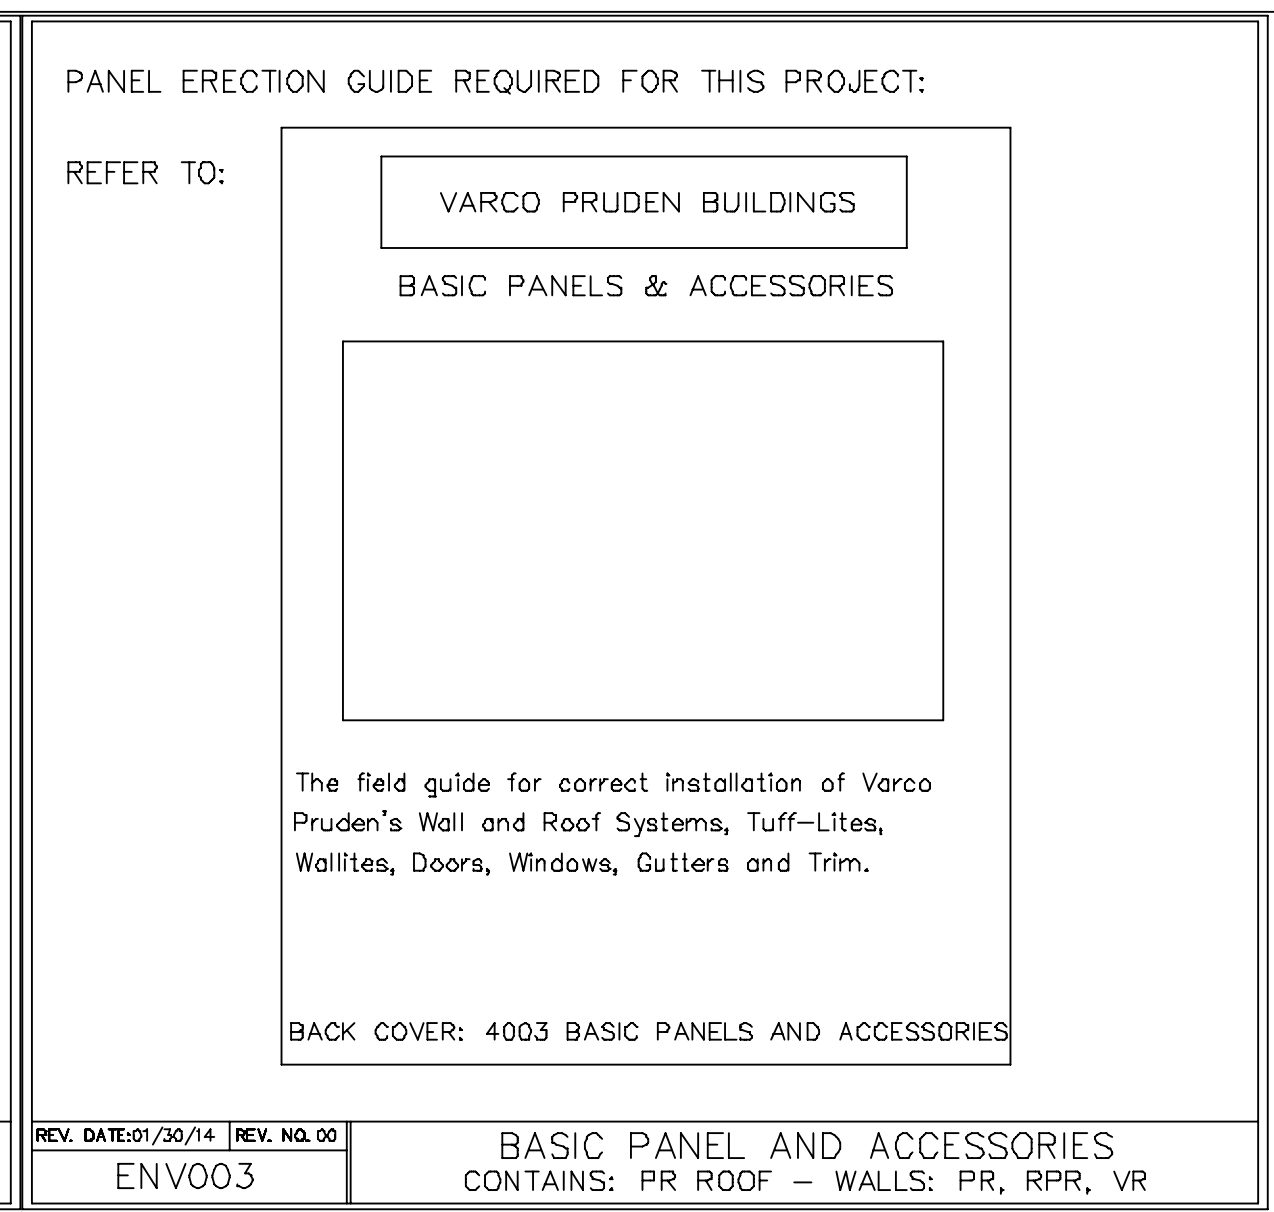 PANEL ERECTION GUIDE REQUIRED FOR THIS PROJECT:
REFER TO:
VARCO PRUDEN BUILDINGS
BASIC PANELS & ACCESSORIES
The field guide for correct installation of Varco
Pruden's Wall and Roof Systems, Tuff-Lites,
Wallites, Doors, Windows, Gutters and Trim.
BACK COVER: 4003 BASIC PANELS AND ACCESSORIES
REV. DATE:01/30/14 REV. NO. 00
ENV003
BASIC PANEL AND ACCESSORIES
CONTAINS: PR ROOF – WALLS: PR, RPR, VR